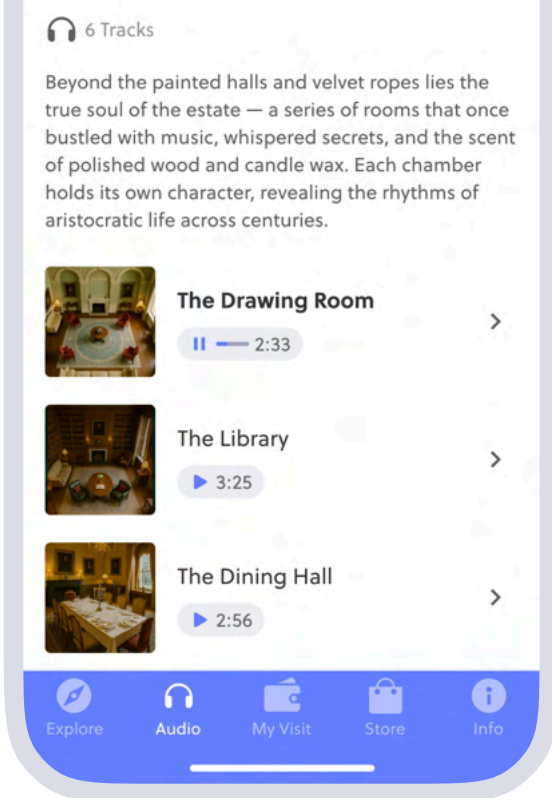 6 Tracks
Beyond the painted halls and velvet ropes lies the
true soul of the estate — a series of rooms that once
bustled with music, whispered secrets, and the scent
of polished wood and candle wax. Each chamber
holds its own character, revealing the rhythms of
aristocratic life across centuries.
The Drawing Room
2:33
The Library
3:25
The Dining Hall
2:56
Explore
Audio
My Visit
Store
Info